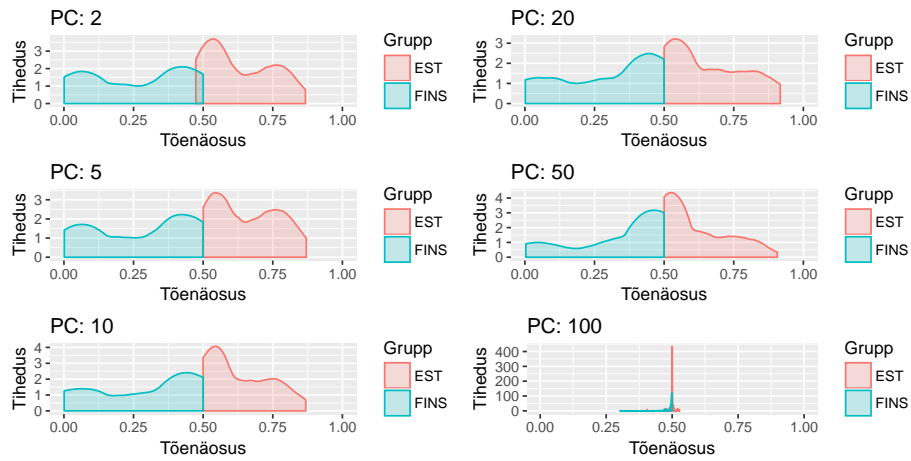 PC: 2
Tihedus
3
2
1
0
0.00 0.25 0.50 0.75 1.00
Tõenäosus
Grupp
EST
FINS
PC: 20
Tihedus
3
2
1
0
0.00 0.25 0.50 0.75 1.00
Tõenäosus
Grupp
EST
FINS
PC: 5
Tihedus
3
2
1
0
0.00 0.25 0.50 0.75 1.00
Tõenäosus
Grupp
EST
FINS
PC: 50
Tihedus
4
3
2
1
0
0.00 0.25 0.50 0.75 1.00
Tõenäosus
Grupp
EST
FINS
PC: 10
Tihedus
4
3
2
1
0
0.00 0.25 0.50 0.75 1.00
Tõenäosus
Grupp
EST
FINS
PC: 100
Tihedus
400
300
200
100
0
0.00 0.25 0.50 0.75 1.00
Tõenäosus
Grupp
EST
FINS